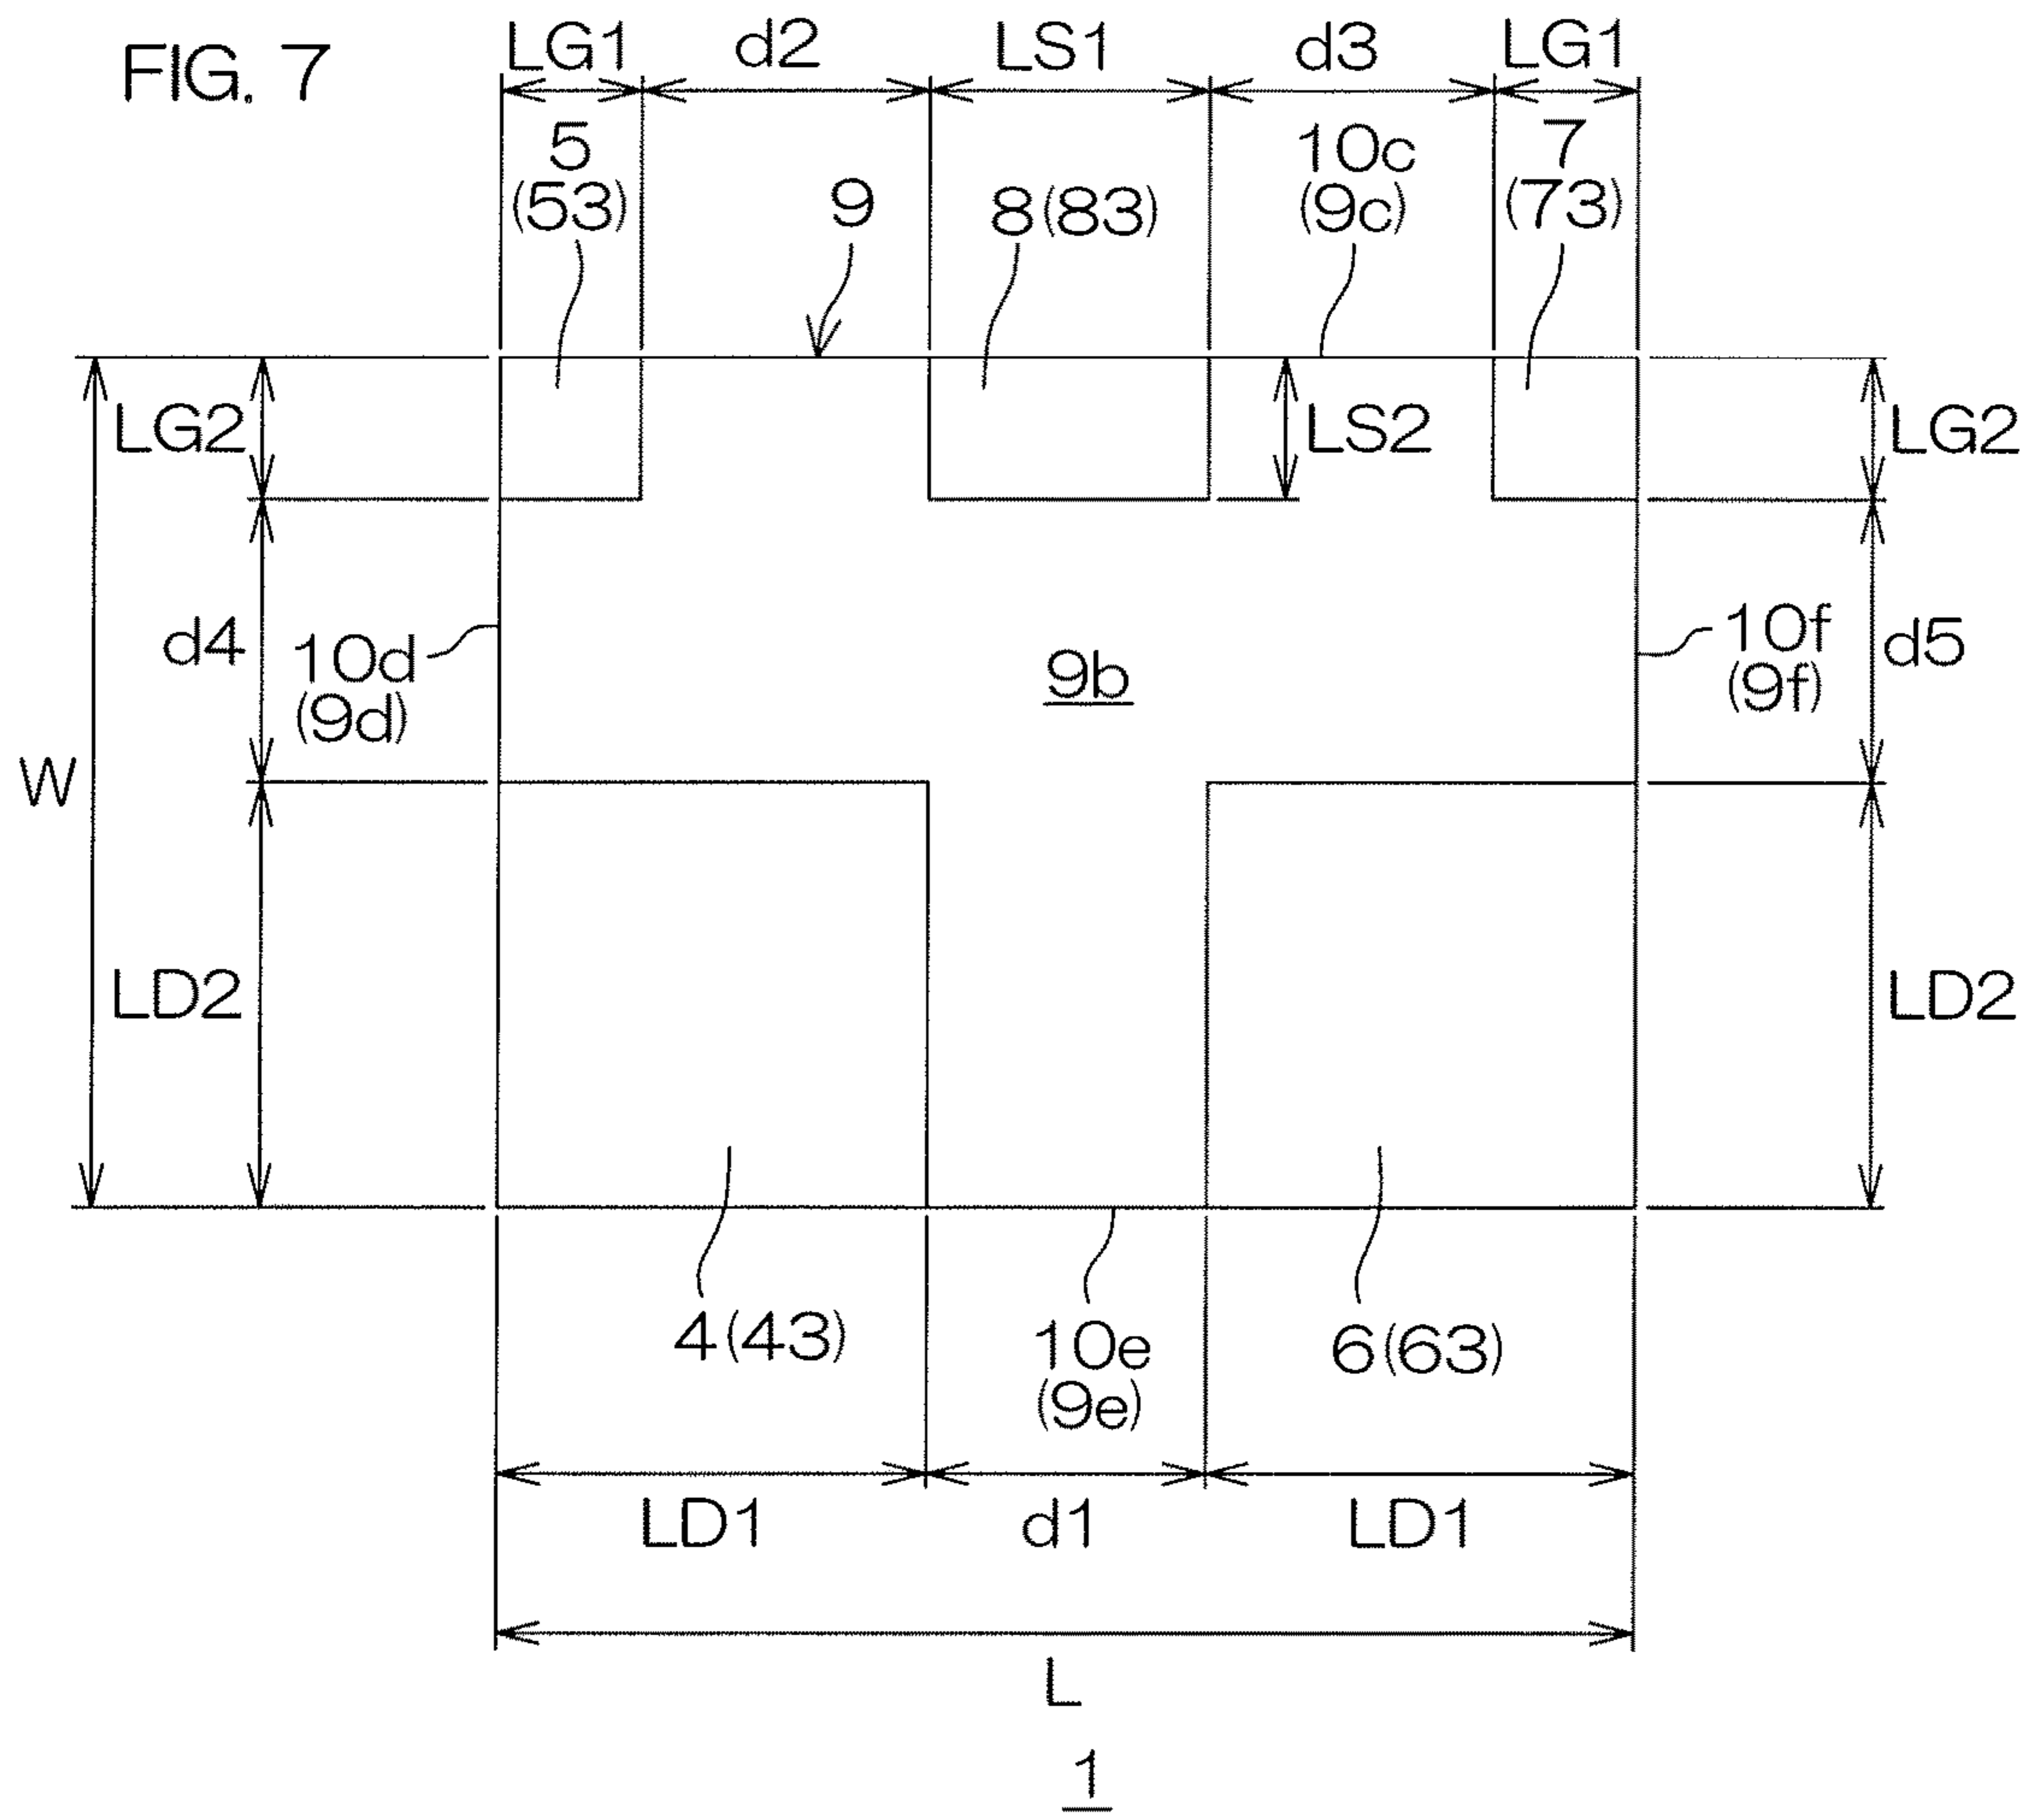 FIG. 7
LG1 d2 LS1 d3 LG1
5
(53)
9
8(83)
10c
(9c)
7
(73)
LG2
LS2
LG2
d4
10d
(9d)
9b
10f
(9f)
d5
W
LD2
LD2
4(43)
10e
(9e)
6(63)
LD1 d1 LD1
L
1